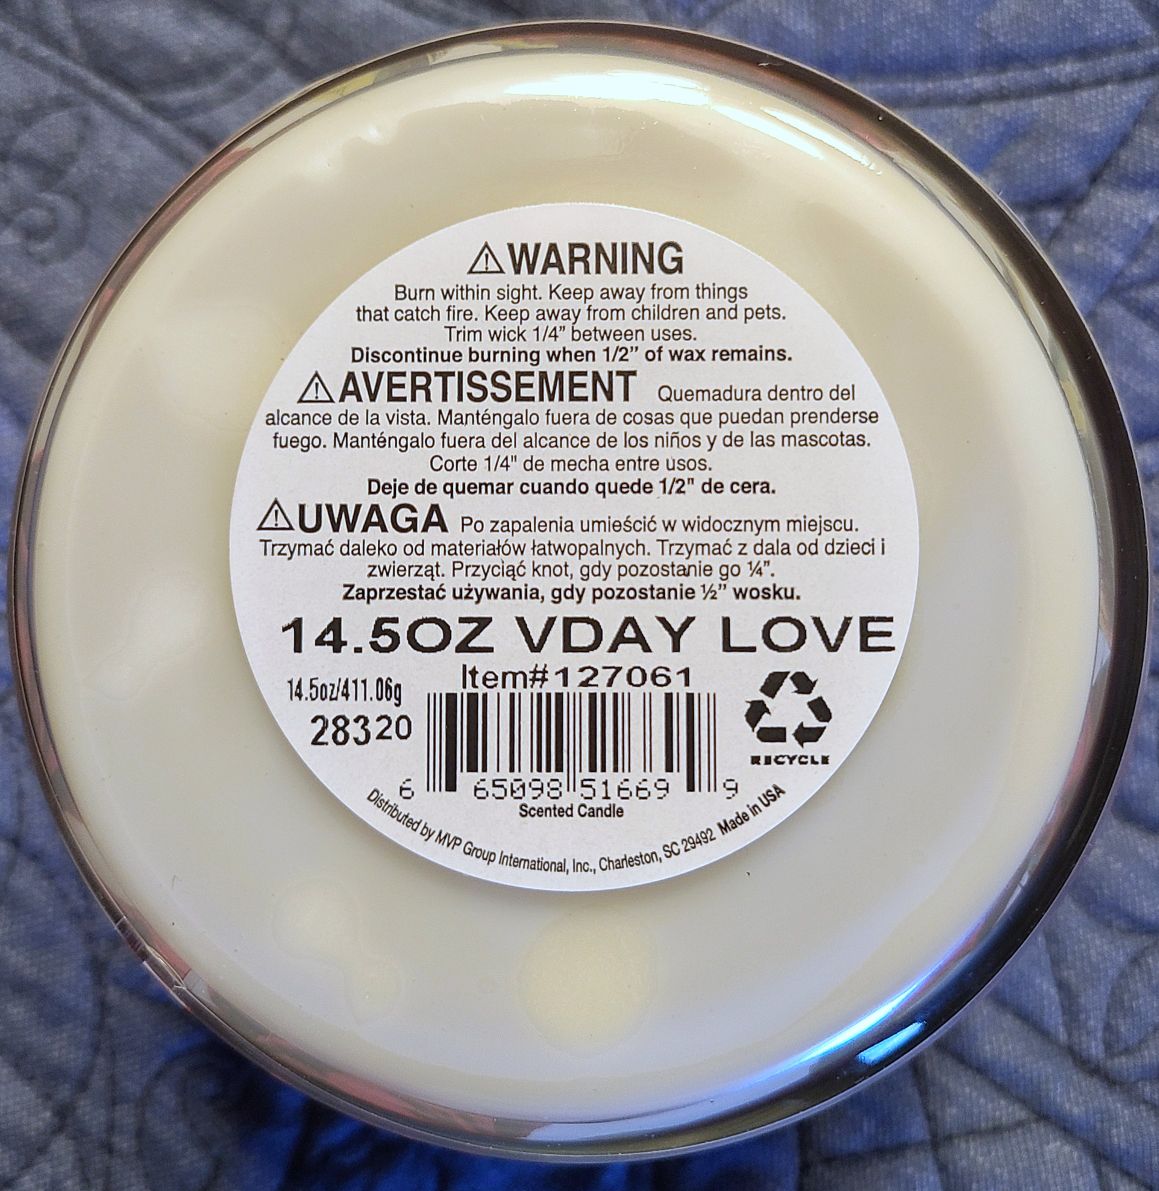 ⚠WARNING
Burn within sight. Keep away from things
that catch fire. Keep away from children and pets.
Trim wick 1/4” between uses.
Discontinue burning when 1/2” of wax remains.
⚠AVERTISSEMENT Quemadura dentro del
alcance de la vista. Manténgalo fuera de cosas que puedan prenderse
fuego. Manténgalo fuera del alcance de los niños y de las mascotas.
Corte 1/4" de mecha entre usos.
Deje de quemar cuando quede 1/2" de cera.
⚠UWAGA Po zapalenia umieścić w widocznym miejscu.
Trzymać daleko od materiałów łatwopalnych. Trzymać z dala od dzieci i
zwierząt. Przyciąć knot, gdy pozostanie go ¼”.
Zaprzestać używania, gdy pozostanie ½” wosku.
14.5OZ VDAY LOVE
Item#127061
14.5oz/411.06g
28320
RECYCLE
6 65098 51669 9
Scented Candle
Distributed by MVP Group International, Inc., Charleston, SC 29492 Made in USA